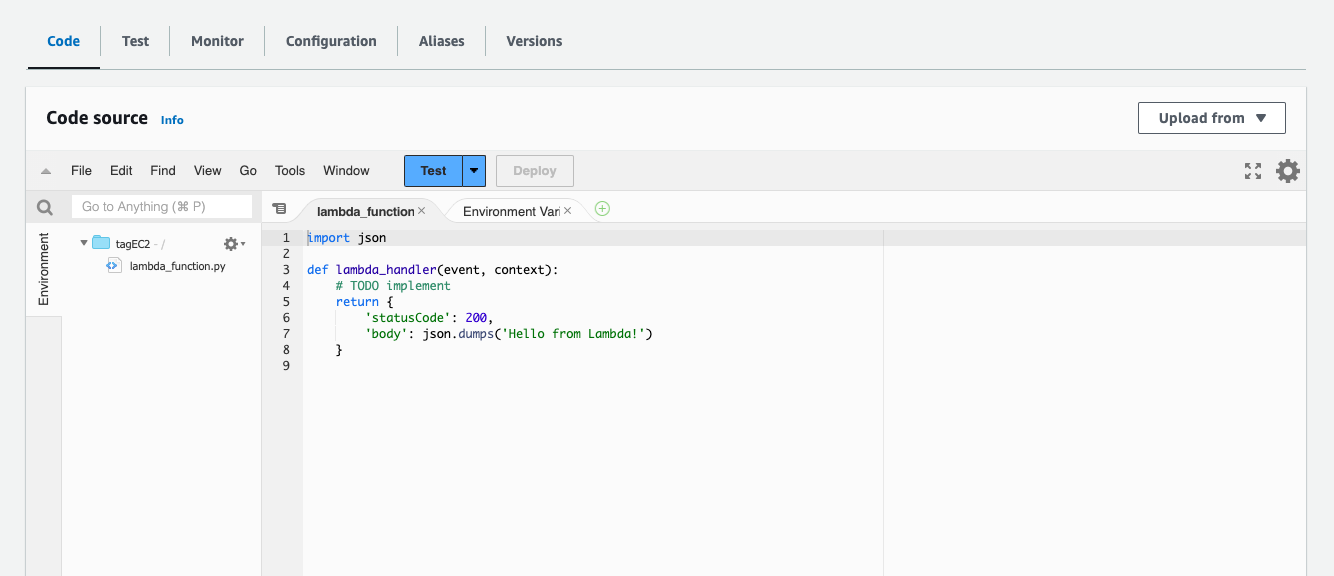 Code Test Monitor Configuration Aliases Versions
Code source Info Upload from
File Edit Find View Go Tools Window Test Deploy
Go to Anything (⌘ P) lambda_function Environment Vari
Environment
tagEC2 - /
lambda_function.py
1 import json
2
3 def lambda_handler(event, context):
4     # TODO implement
5     return {
6         'statusCode': 200,
7         'body': json.dumps('Hello from Lambda!')
8     }
9